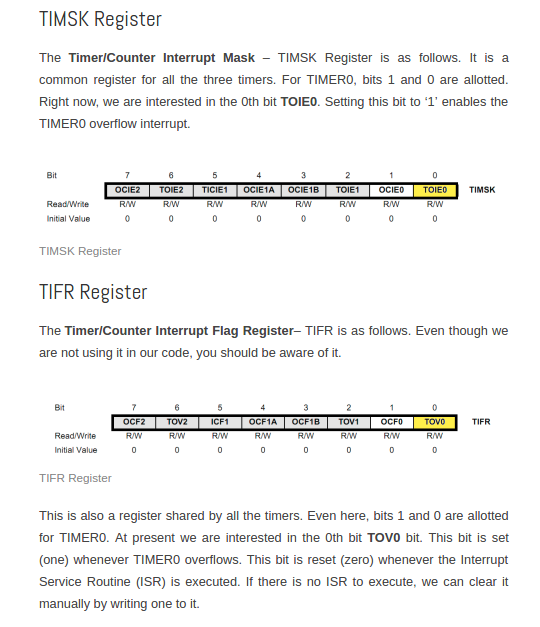 TIMSK Register
The Timer/Counter Interrupt Mask – TIMSK Register is as follows. It is a
common register for all the three timers. For TIMER0, bits 1 and 0 are allotted.
Right now, we are interested in the 0th bit TOIE0. Setting this bit to ‘1’ enables the
TIMER0 overflow interrupt.
Bit 7 6 5 4 3 2 1 0
OCIE2 TOIE2 TICIE1 OCIE1A OCIE1B TOIE1 OCIE0 TOIE0 TIMSK
Read/Write R/W R/W R/W R/W R/W R/W R/W R/W
Initial Value 0 0 0 0 0 0 0 0
TIMSK Register
TIFR Register
The Timer/Counter Interrupt Flag Register– TIFR is as follows. Even though we
are not using it in our code, you should be aware of it.
Bit 7 6 5 4 3 2 1 0
OCF2 TOV2 ICF1 OCF1A OCF1B TOV1 OCF0 TOV0 TIFR
Read/Write R/W R/W R/W R/W R/W R/W R/W R/W
Initial Value 0 0 0 0 0 0 0 0
TIFR Register
This is also a register shared by all the timers. Even here, bits 1 and 0 are allotted
for TIMER0. At present we are interested in the 0th bit TOV0 bit. This bit is set
(one) whenever TIMER0 overflows. This bit is reset (zero) whenever the Interrupt
Service Routine (ISR) is executed. If there is no ISR to execute, we can clear it
manually by writing one to it.